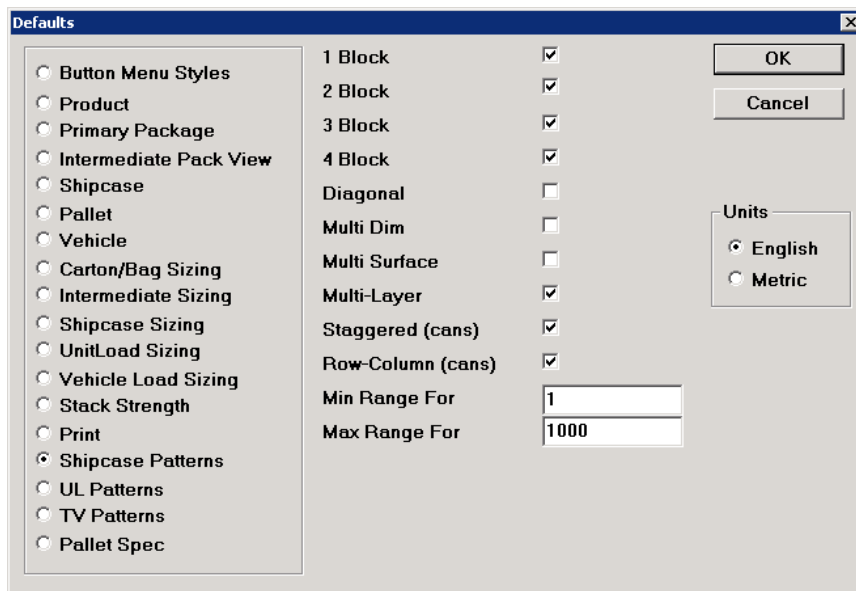 Defaults
Button Menu Styles
Product
Primary Package
Intermediate Pack View
Shipcase
Pallet
Vehicle
Carton/Bag Sizing
Intermediate Sizing
Shipcase Sizing
UnitLoad Sizing
Vehicle Load Sizing
Stack Strength
Print
Shipcase Patterns
UL Patterns
TV Patterns
Pallet Spec
1 Block
2 Block
3 Block
4 Block
Diagonal
Multi Dim
Multi Surface
Multi-Layer
Staggered (cans)
Row-Column (cans)
Min Range For 1
Max Range For 1000
OK
Cancel
Units
English
Metric